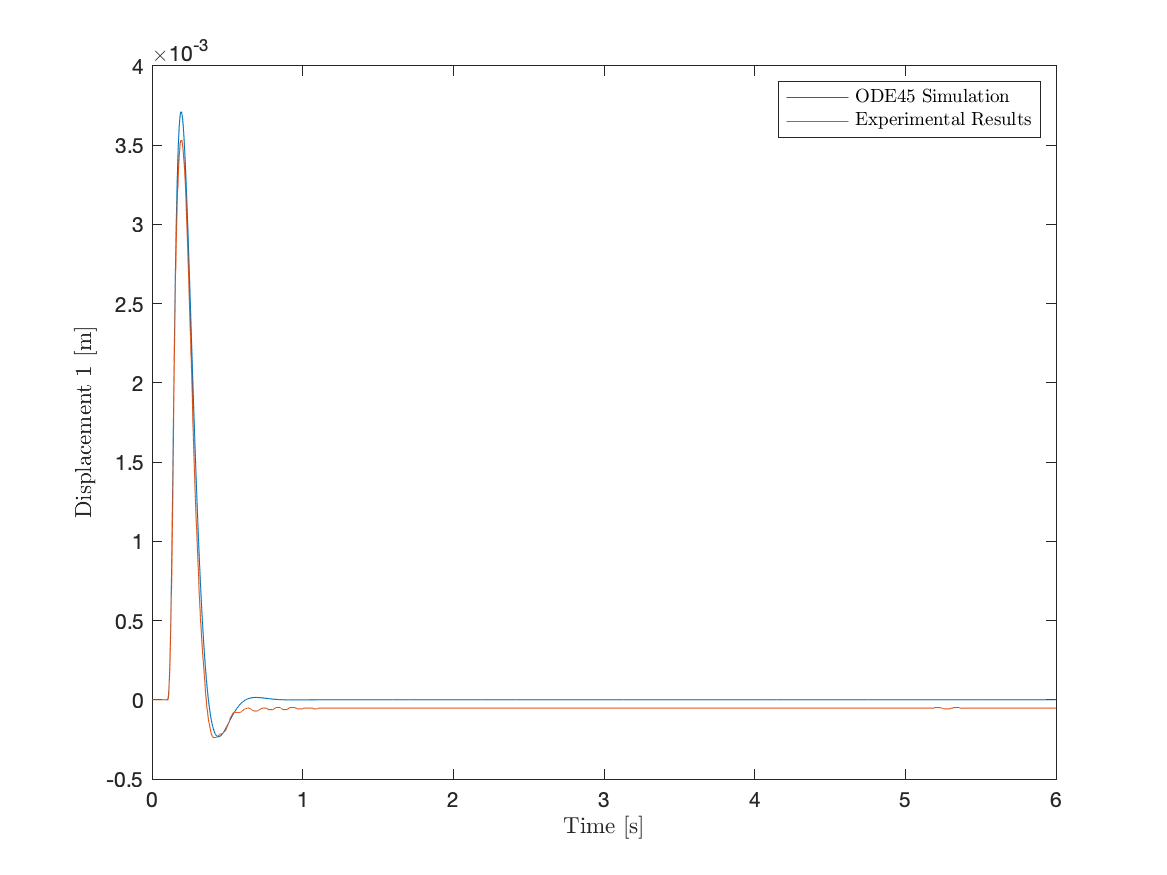 ×10-3
4
3.5
3
2.5
2
1.5
1
0.5
0
-0.5
Displacement 1 [m]
ODE45 Simulation
Experimental Results
0 1 2 3 4 5 6
Time [s]